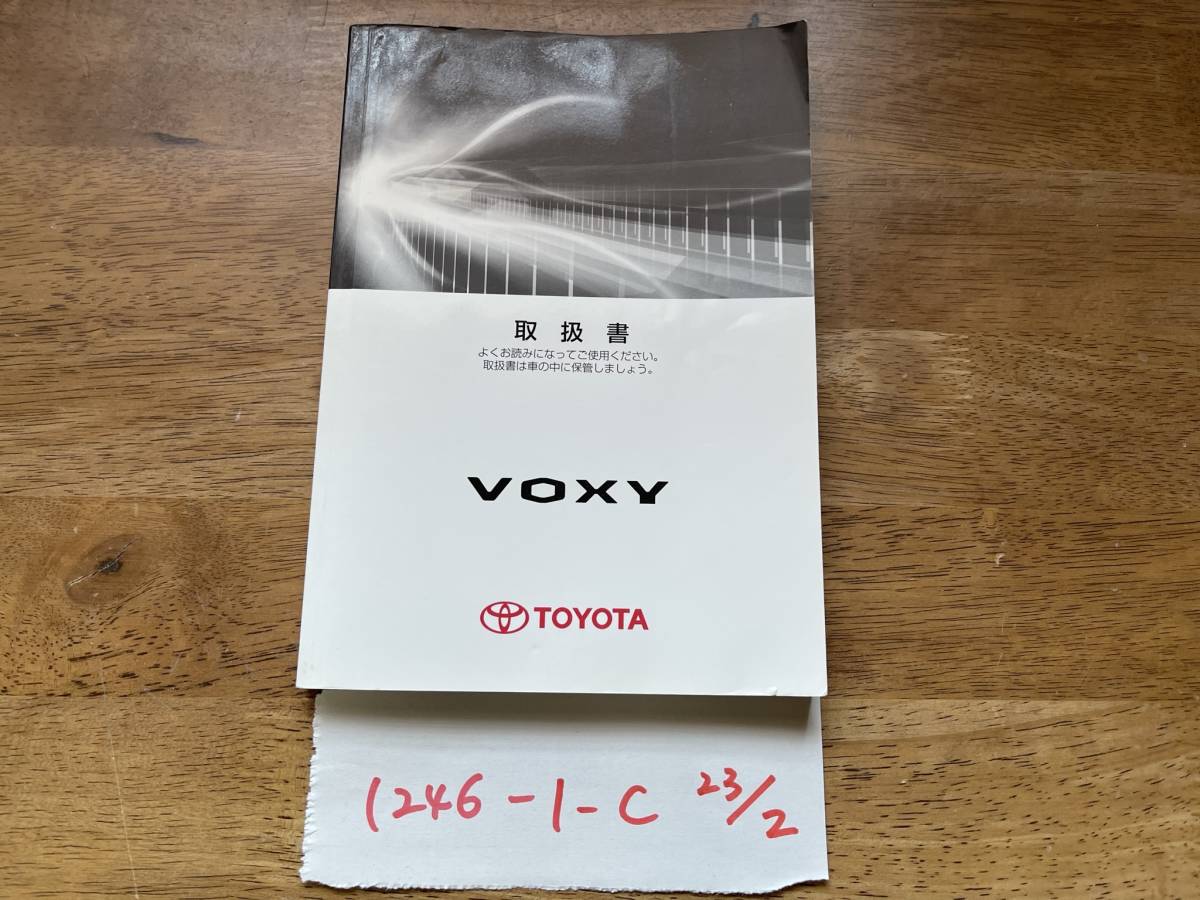 取扱書
よくお読みになってご使用ください。
取扱書は車の中に保管しましょう。
VOXY
TOYOTA
1246-1-C 23/2